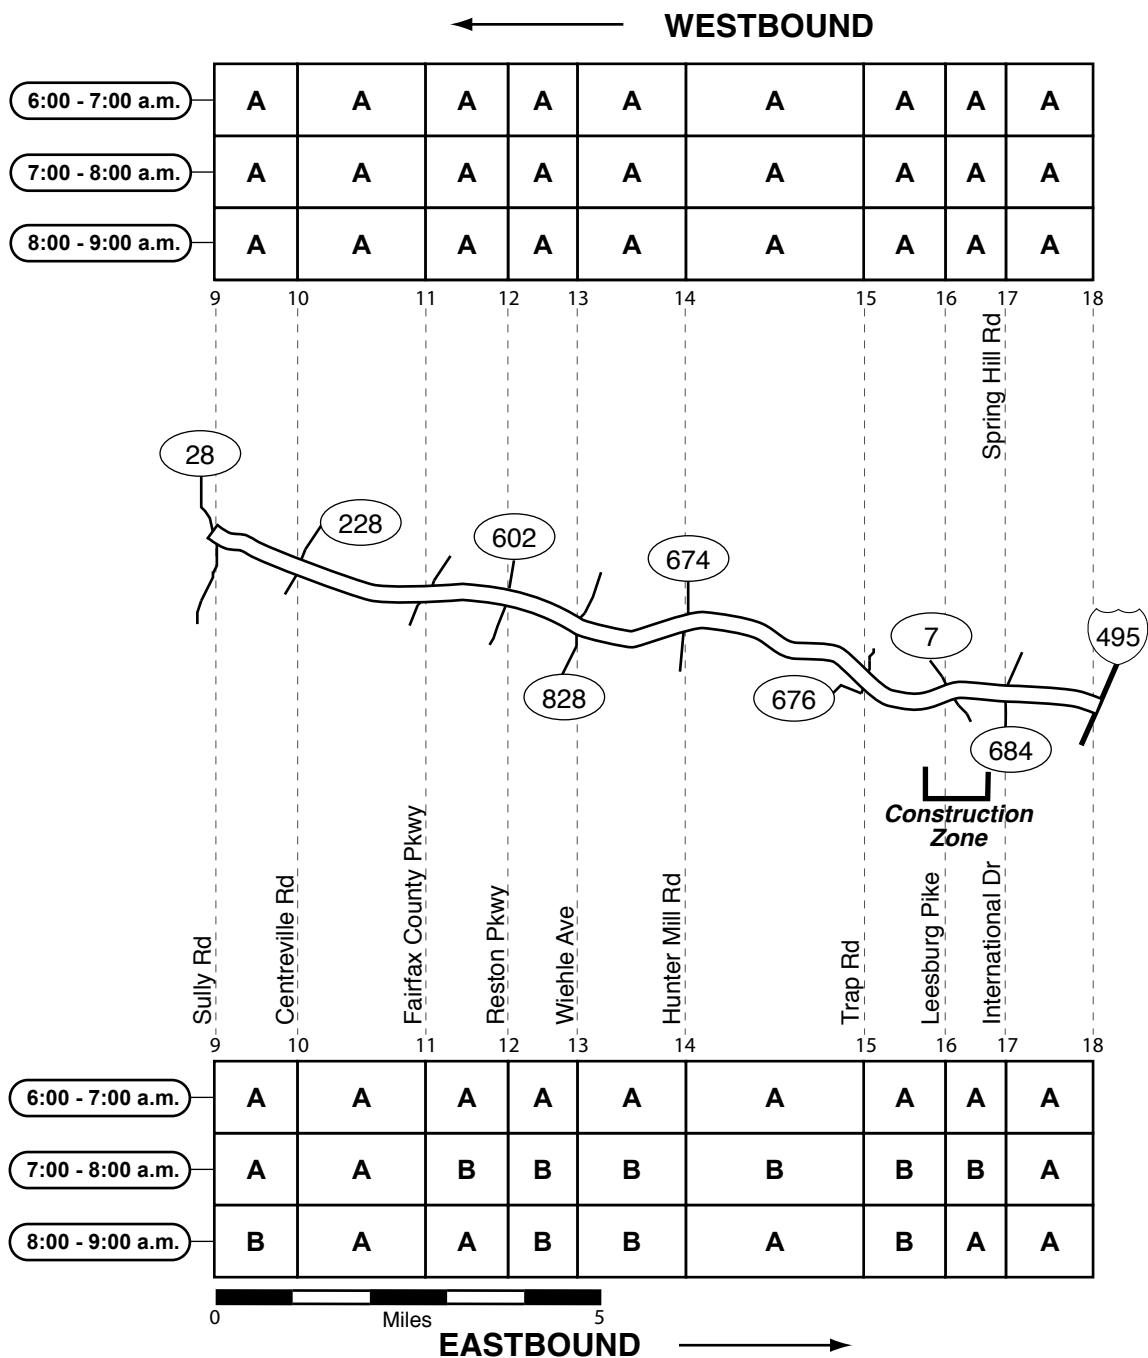 WESTBOUND
6:00 - 7:00 a.m. A A A A A A A A A
7:00 - 8:00 a.m. A A A A A A A A A
8:00 - 9:00 a.m. A A A A A A A A A
9 10 11 12 13 14 15 16 17 18
Spring Hill Rd
28
228
602
674
7
495
828
676
684
Construction
Zone
Sully Rd
Centreville Rd
Fairfax County Pkwy
Reston Pkwy
Wiehle Ave
Hunter Mill Rd
Trap Rd
Leesburg Pike
International Dr
9 10 11 12 13 14 15 16 17 18
6:00 - 7:00 a.m. A A A A A A A A A
7:00 - 8:00 a.m. A A B B B B B B A
8:00 - 9:00 a.m. B A A B B A B A A
0 Miles 5
EASTBOUND